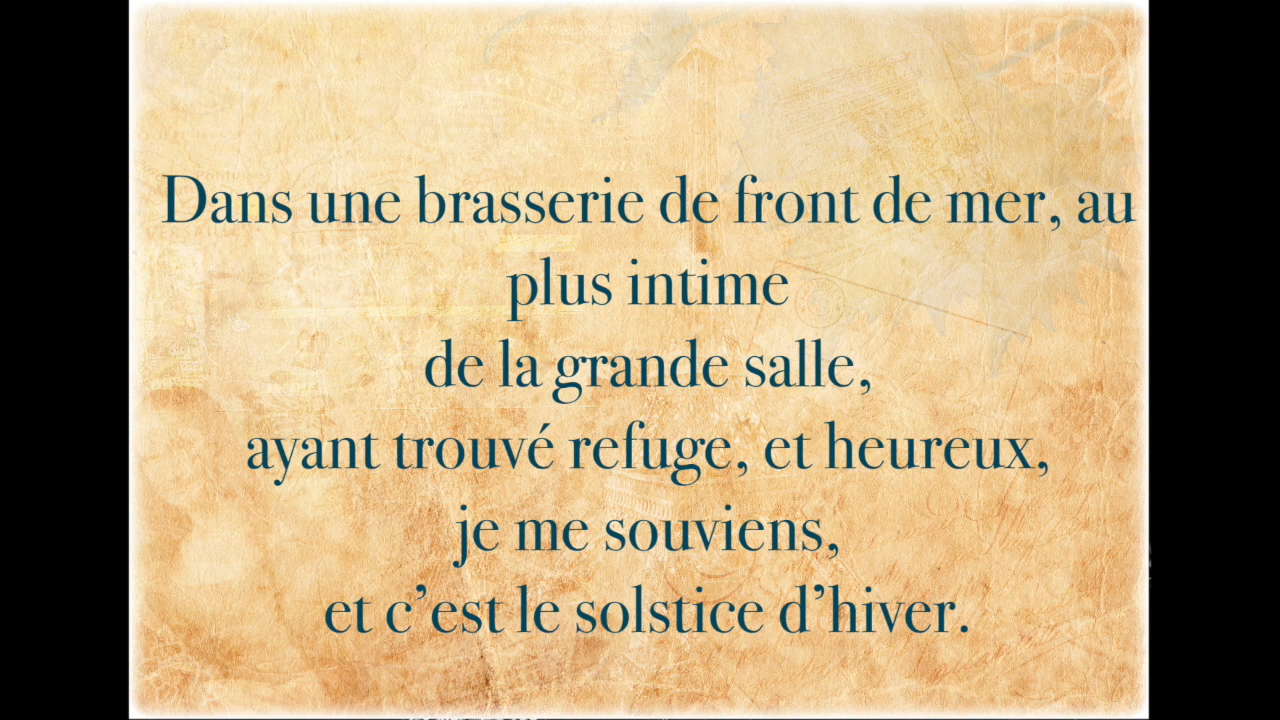 Dans une brasserie de front de mer, au
plus intime
de la grande salle,
ayant trouvé refuge, et heureux,
je me souviens,
et c’est le solstice d’hiver.